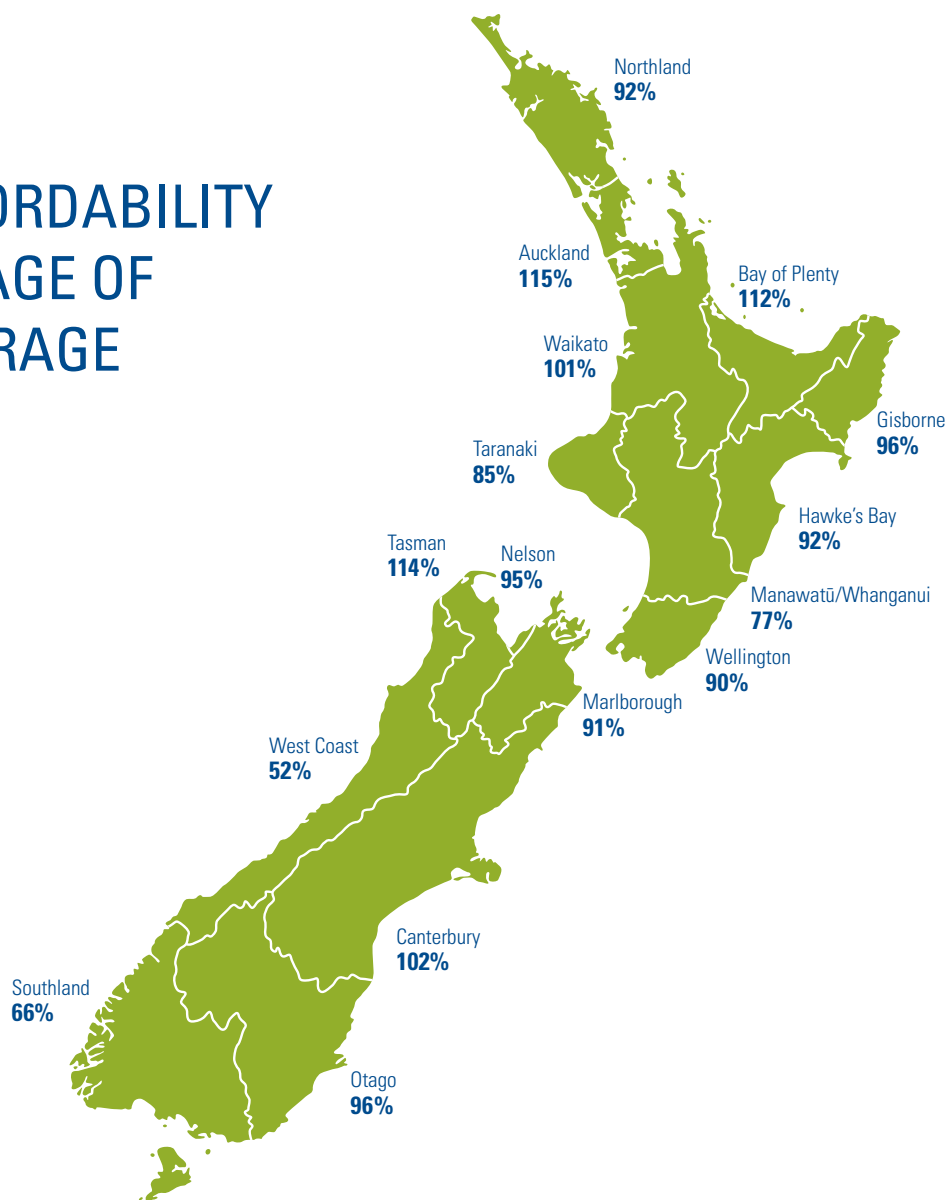 ORDABILITY
AGE OF
RAGE
Northland
92%
Auckland
115%
Bay of Plenty
112%
Waikato
101%
Gisborne
96%
Taranaki
85%
Hawke's Bay
92%
Tasman
114%
Nelson
95%
Manawatū/Whanganui
77%
Wellington
90%
Marlborough
91%
West Coast
52%
Canterbury
102%
Southland
66%
Otago
96%